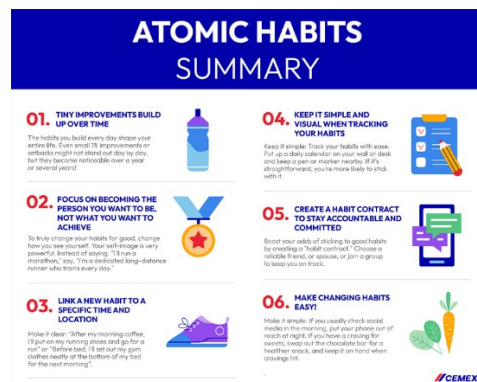 ATOMIC HABITS
SUMMARY
01. TINY IMPROVEMENTS BUILD
UP OVER TIME
The habits you build every day shape your
entire life. Even small 1% improvements or
setbacks might not stand out day by day,
but they become noticeable over a year
or several years!
02. FOCUS ON BECOMING THE
PERSON YOU WANT TO BE,
NOT WHAT YOU WANT TO
ACHIEVE
To truly change your habits for good, change
how you see yourself. Your self-image is very
powerful. Instead of saying, "I'll run a
marathon," say, "I'm a dedicated long-distance
runner who trains every day."
03. LINK A NEW HABIT TO A
SPECIFIC TIME AND
LOCATION
Make it clear: "After my morning coffee,
I'll put on my running shoes and go for a
run" or "Before bed, I'll set out my gym
clothes neatly at the bottom of my bed
for the next morning".
04. KEEP IT SIMPLE AND
VISUAL WHEN TRACKING
YOUR HABITS
Keep it simple: Track your habits with ease.
Put up a daily calendar on your wall or desk
and keep a pen or marker nearby. If it's
straightforward, you're more likely to stick
with it.
05. CREATE A HABIT CONTRACT
TO STAY ACCOUNTABLE AND
COMMITTED
Boost your odds of sticking to good habits
by creating a "habit contract." Choose a
reliable friend, or spouse, or join a group
to keep you on track.
06. MAKE CHANGING HABITS
EASY!
Make it simple: If you usually check social
media in the morning, put your phone out of
reach at night. If you have a craving for
sweets, swap out the chocolate bar for a
healthier snack, and keep it on hand when
cravings hit.
CEMEX